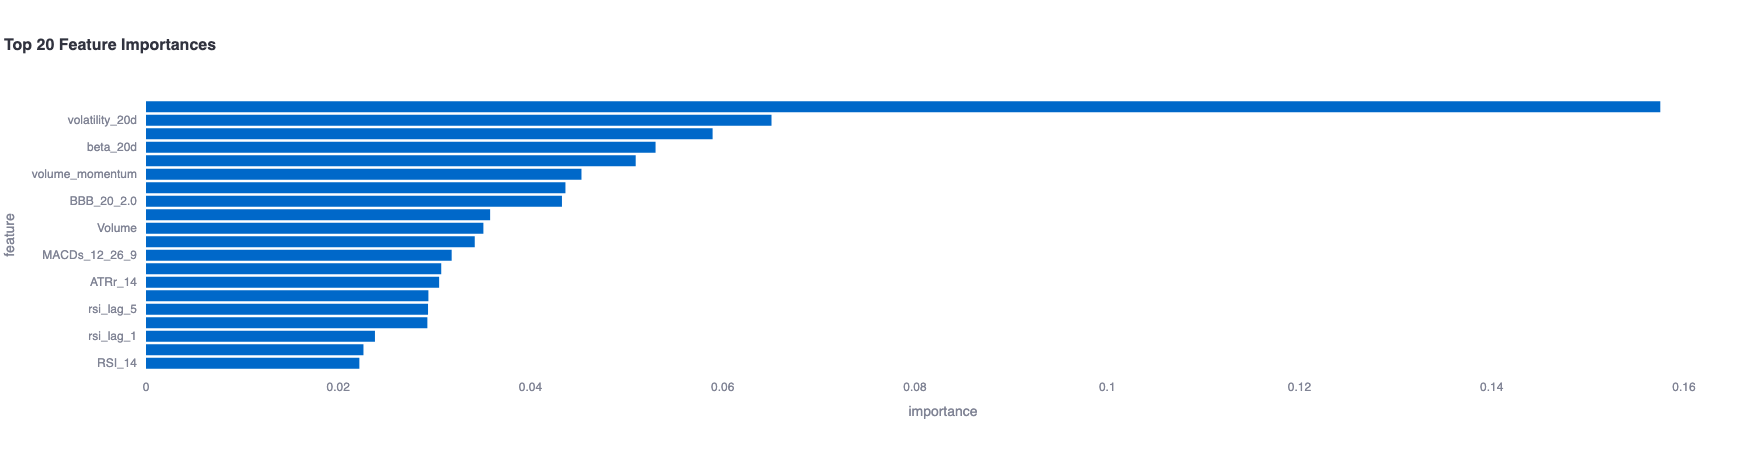 Top 20 Feature Importances
volatility_20d
beta_20d
volume_momentum
BBB_20_2.0
Volume
MACDs_12_26_9
ATRr_14
rsi_lag_5
rsi_lag_1
RSI_14
feature
0 0.02 0.04 0.06 0.08 0.1 0.12 0.14 0.16
importance